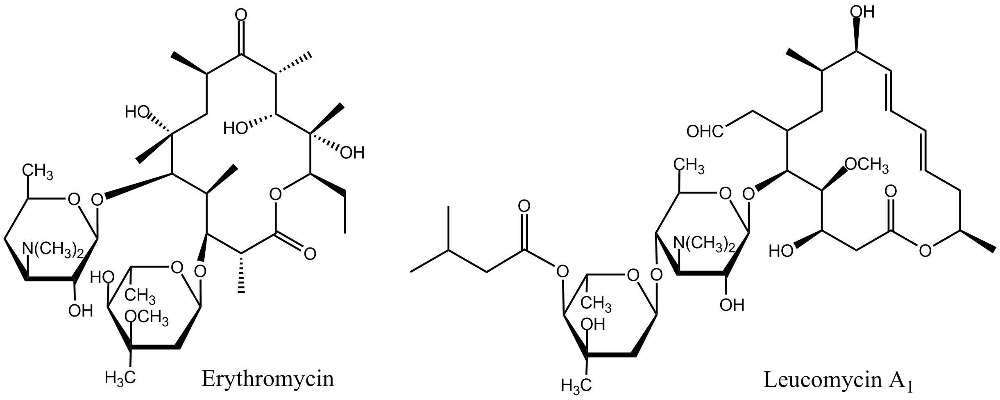 O
OH
HO
HO
OH
OHC
CH₃
O
O
O
OCH₃
O
CH₃
O
O
O
N(CH₃)₂
O
HO
O
O
OH
CH₃
OCH₃
H₃C
O
O
O
O
N(CH₃)₂
HO
O
CH₃
OH
OH
H₃C
Erythromycin
Leucomycin A₁